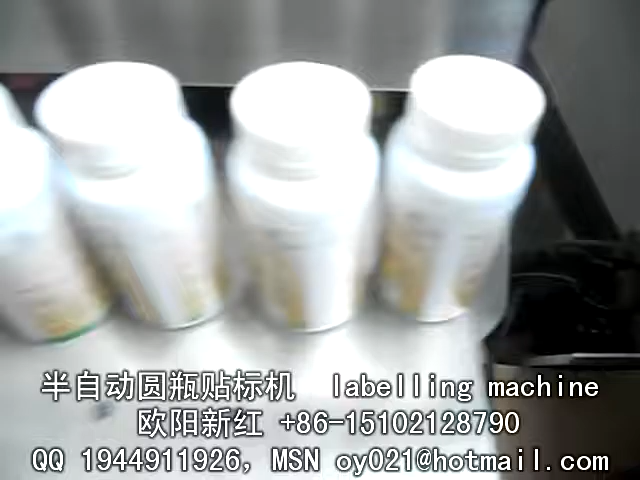 半自动圆瓶贴标机  labelling machine
欧阳新红 +86-15102128790
QQ 1944911926, MSN oy021@hotmail.com